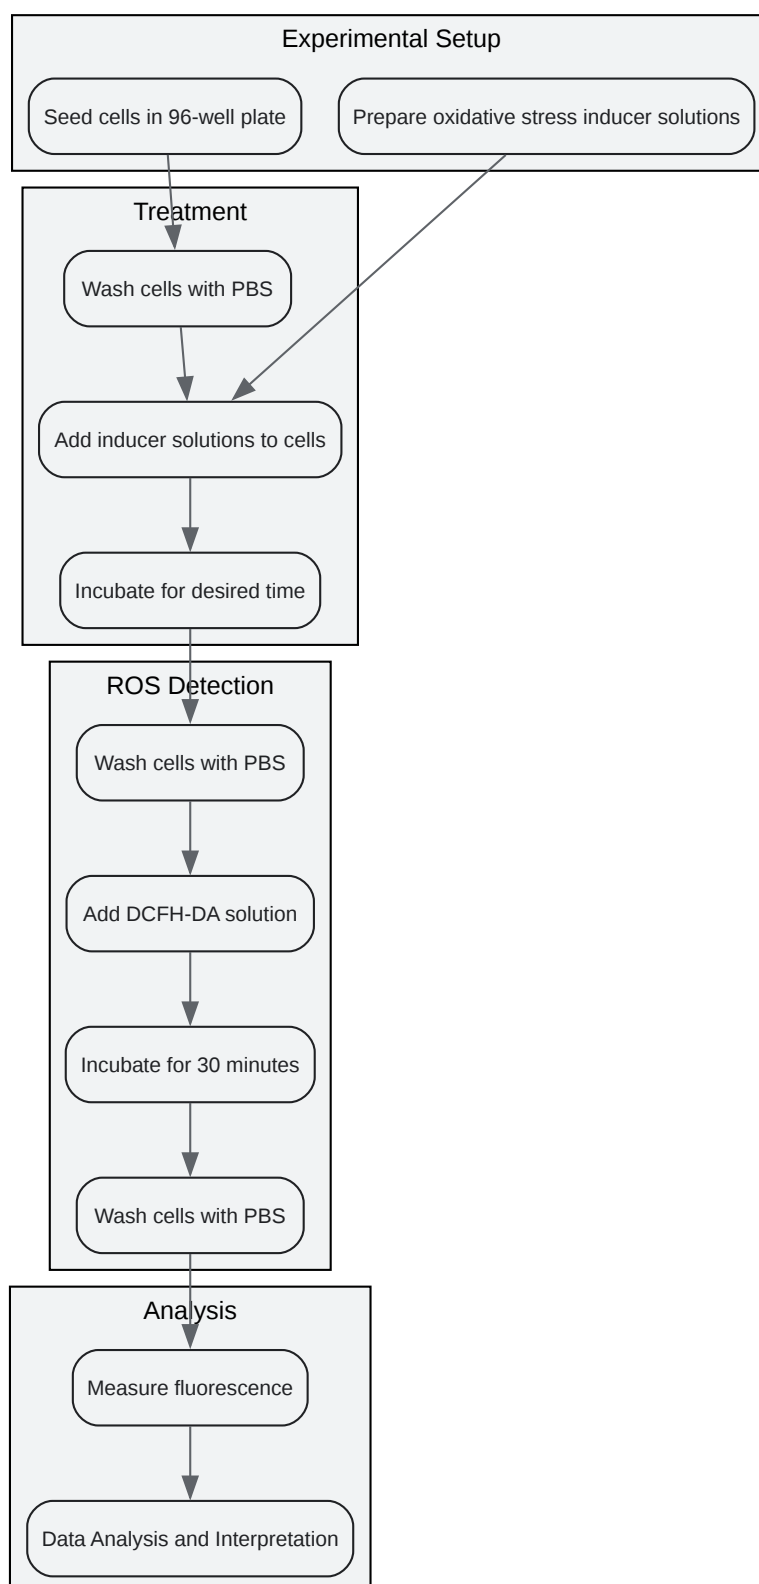 Experimental Setup
Seed cells in 96-well plate
Prepare oxidative stress inducer solutions
Treatment
Wash cells with PBS
Add inducer solutions to cells
Incubate for desired time
ROS Detection
Wash cells with PBS
Add DCFH-DA solution
Incubate for 30 minutes
Wash cells with PBS
Analysis
Measure fluorescence
Data Analysis and Interpretation